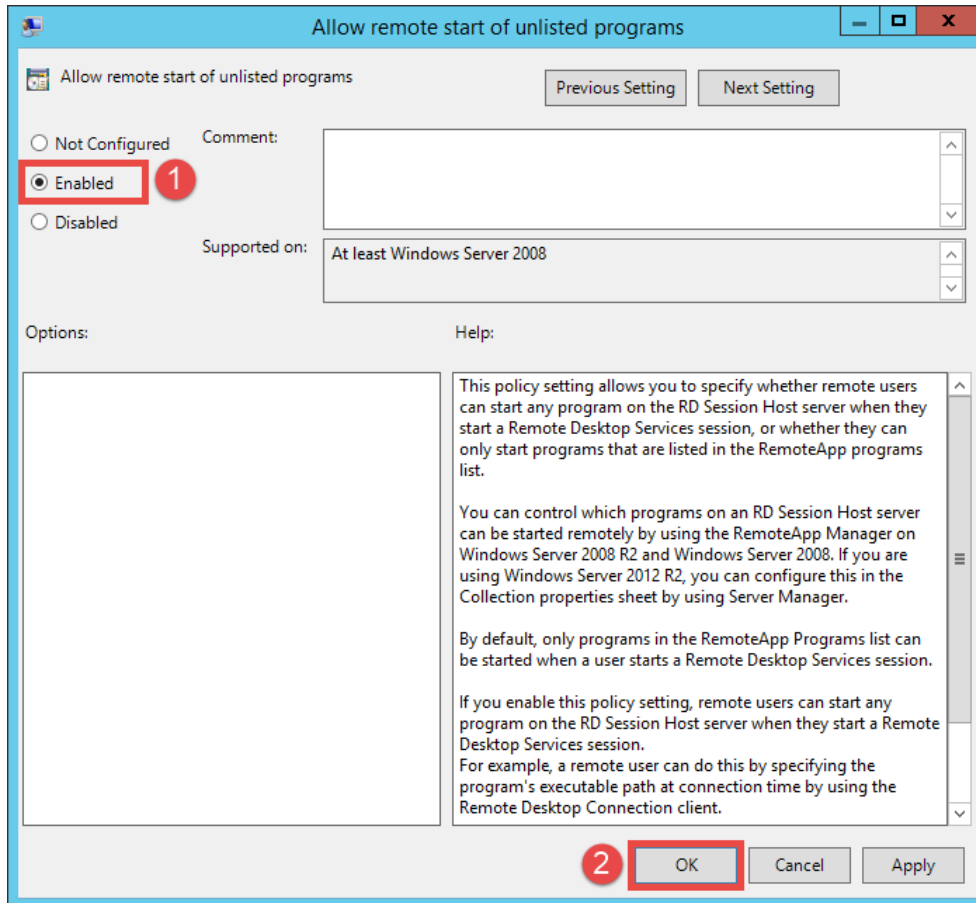 Allow remote start of unlisted programs
X
Allow remote start of unlisted programs
Previous Setting
Next Setting
Not Configured
Comment:
Enabled
1
Disabled
Supported on:
At least Windows Server 2008
Options:
Help:
This policy setting allows you to specify whether remote users
can start any program on the RD Session Host server when they
start a Remote Desktop Services session, or whether they can
only start programs that are listed in the RemoteApp programs
list.
You can control which programs on an RD Session Host server
can be started remotely by using the RemoteApp Manager on
Windows Server 2008 R2 and Windows Server 2008. If you are
using Windows Server 2012 R2, you can configure this in the
Collection properties sheet by using Server Manager.
By default, only programs in the RemoteApp Programs list can
be started when a user starts a Remote Desktop Services session.
If you enable this policy setting, remote users can start any
program on the RD Session Host server when they start a Remote
Desktop Services session.
For example, a remote user can do this by specifying the
program's executable path at connection time by using the
Remote Desktop Connection client.
2
OK
Cancel
Apply